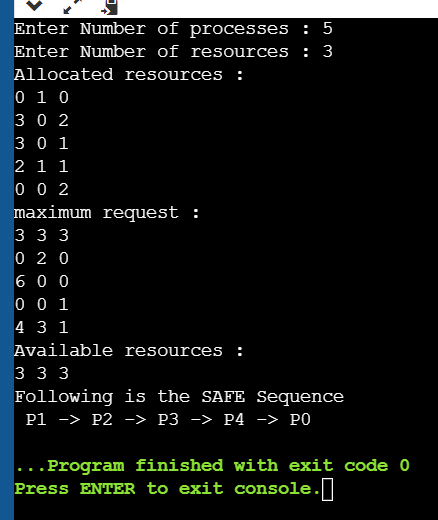 Enter Number of processes : 5
Enter Number of resources : 3
Allocated resources :
0 1 0
3 0 2
3 0 1
2 1 1
0 0 2
maximum request :
3 3 3
0 2 0
6 0 0
0 0 1
4 3 1
Available resources :
3 3 3
Following is the SAFE Sequence
P1 -> P2 -> P3 -> P4 -> P0
...Program finished with exit code 0
Press ENTER to exit console.